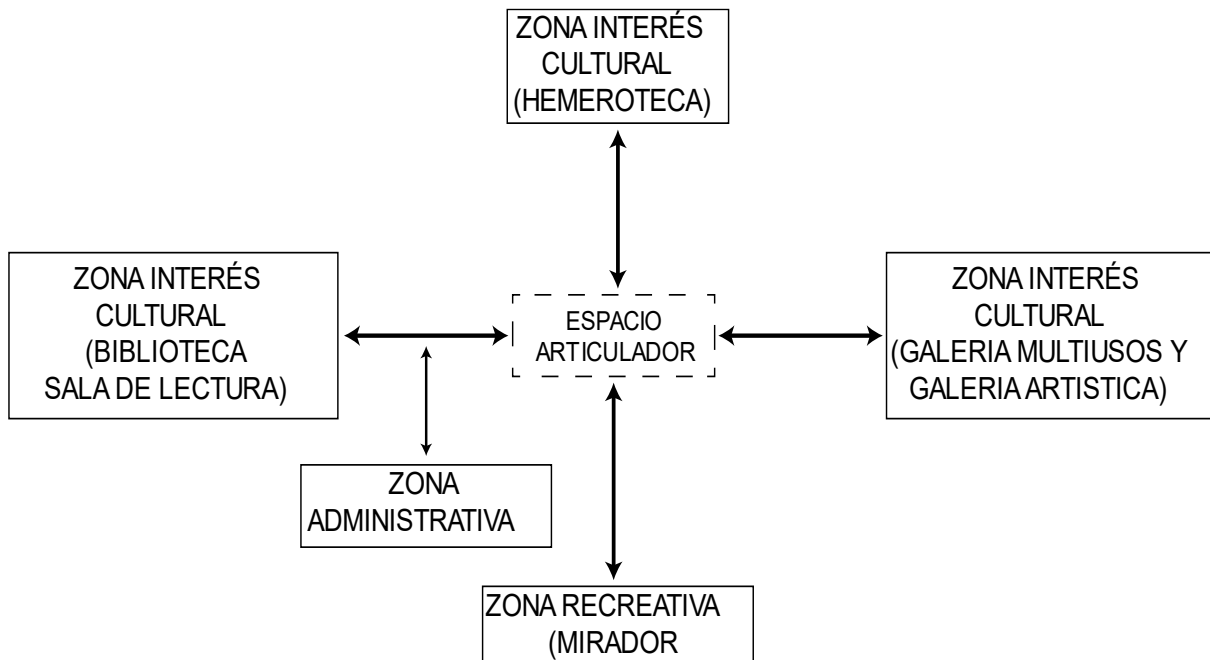 ZONA INTERÉS
CULTURAL
(HEMEROTECA)
ZONA INTERÉS
CULTURAL
(BIBLIOTECA
SALA DE LECTURA)
ESPACIO
ARTICULADOR
ZONA INTERÉS
CULTURAL
(GALERIA MULTIUSOS Y
GALERIA ARTISTICA)
ZONA
ADMINISTRATIVA
ZONA RECREATIVA
(MIRADOR